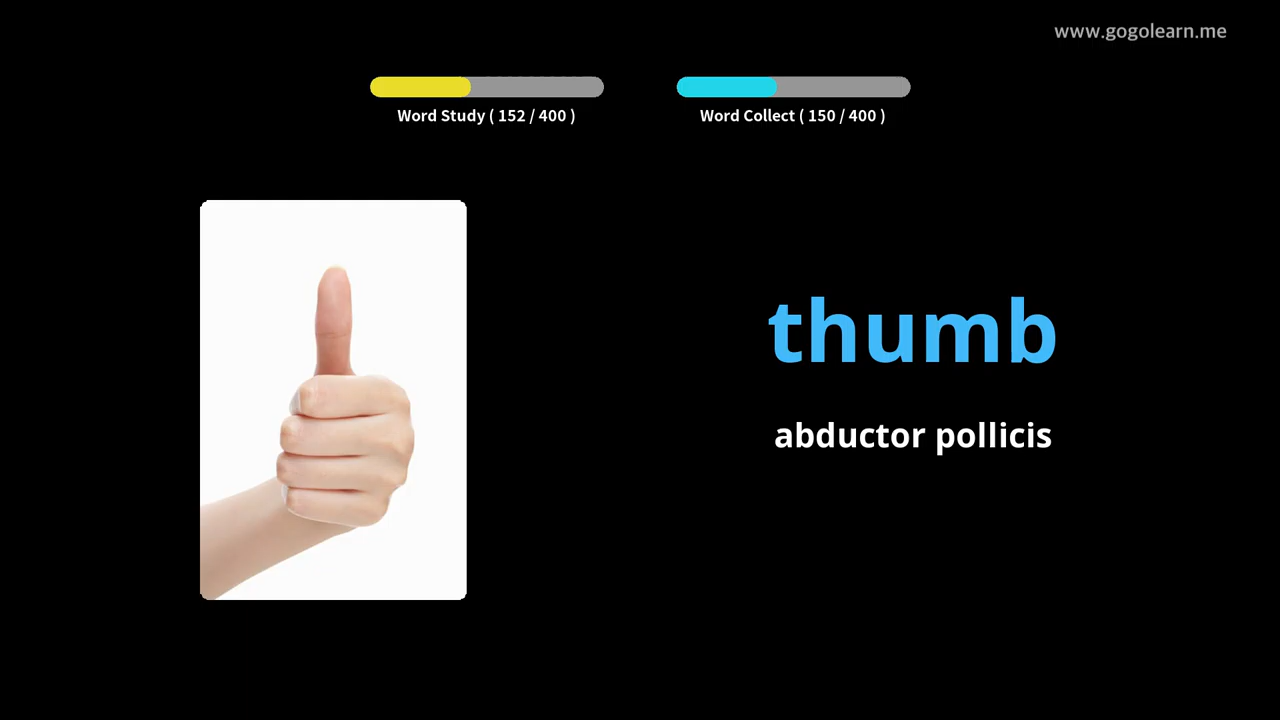 www.gogolearn.me
Word Study ( 152 / 400 )
Word Collect ( 150 / 400 )
thumb
abductor pollicis